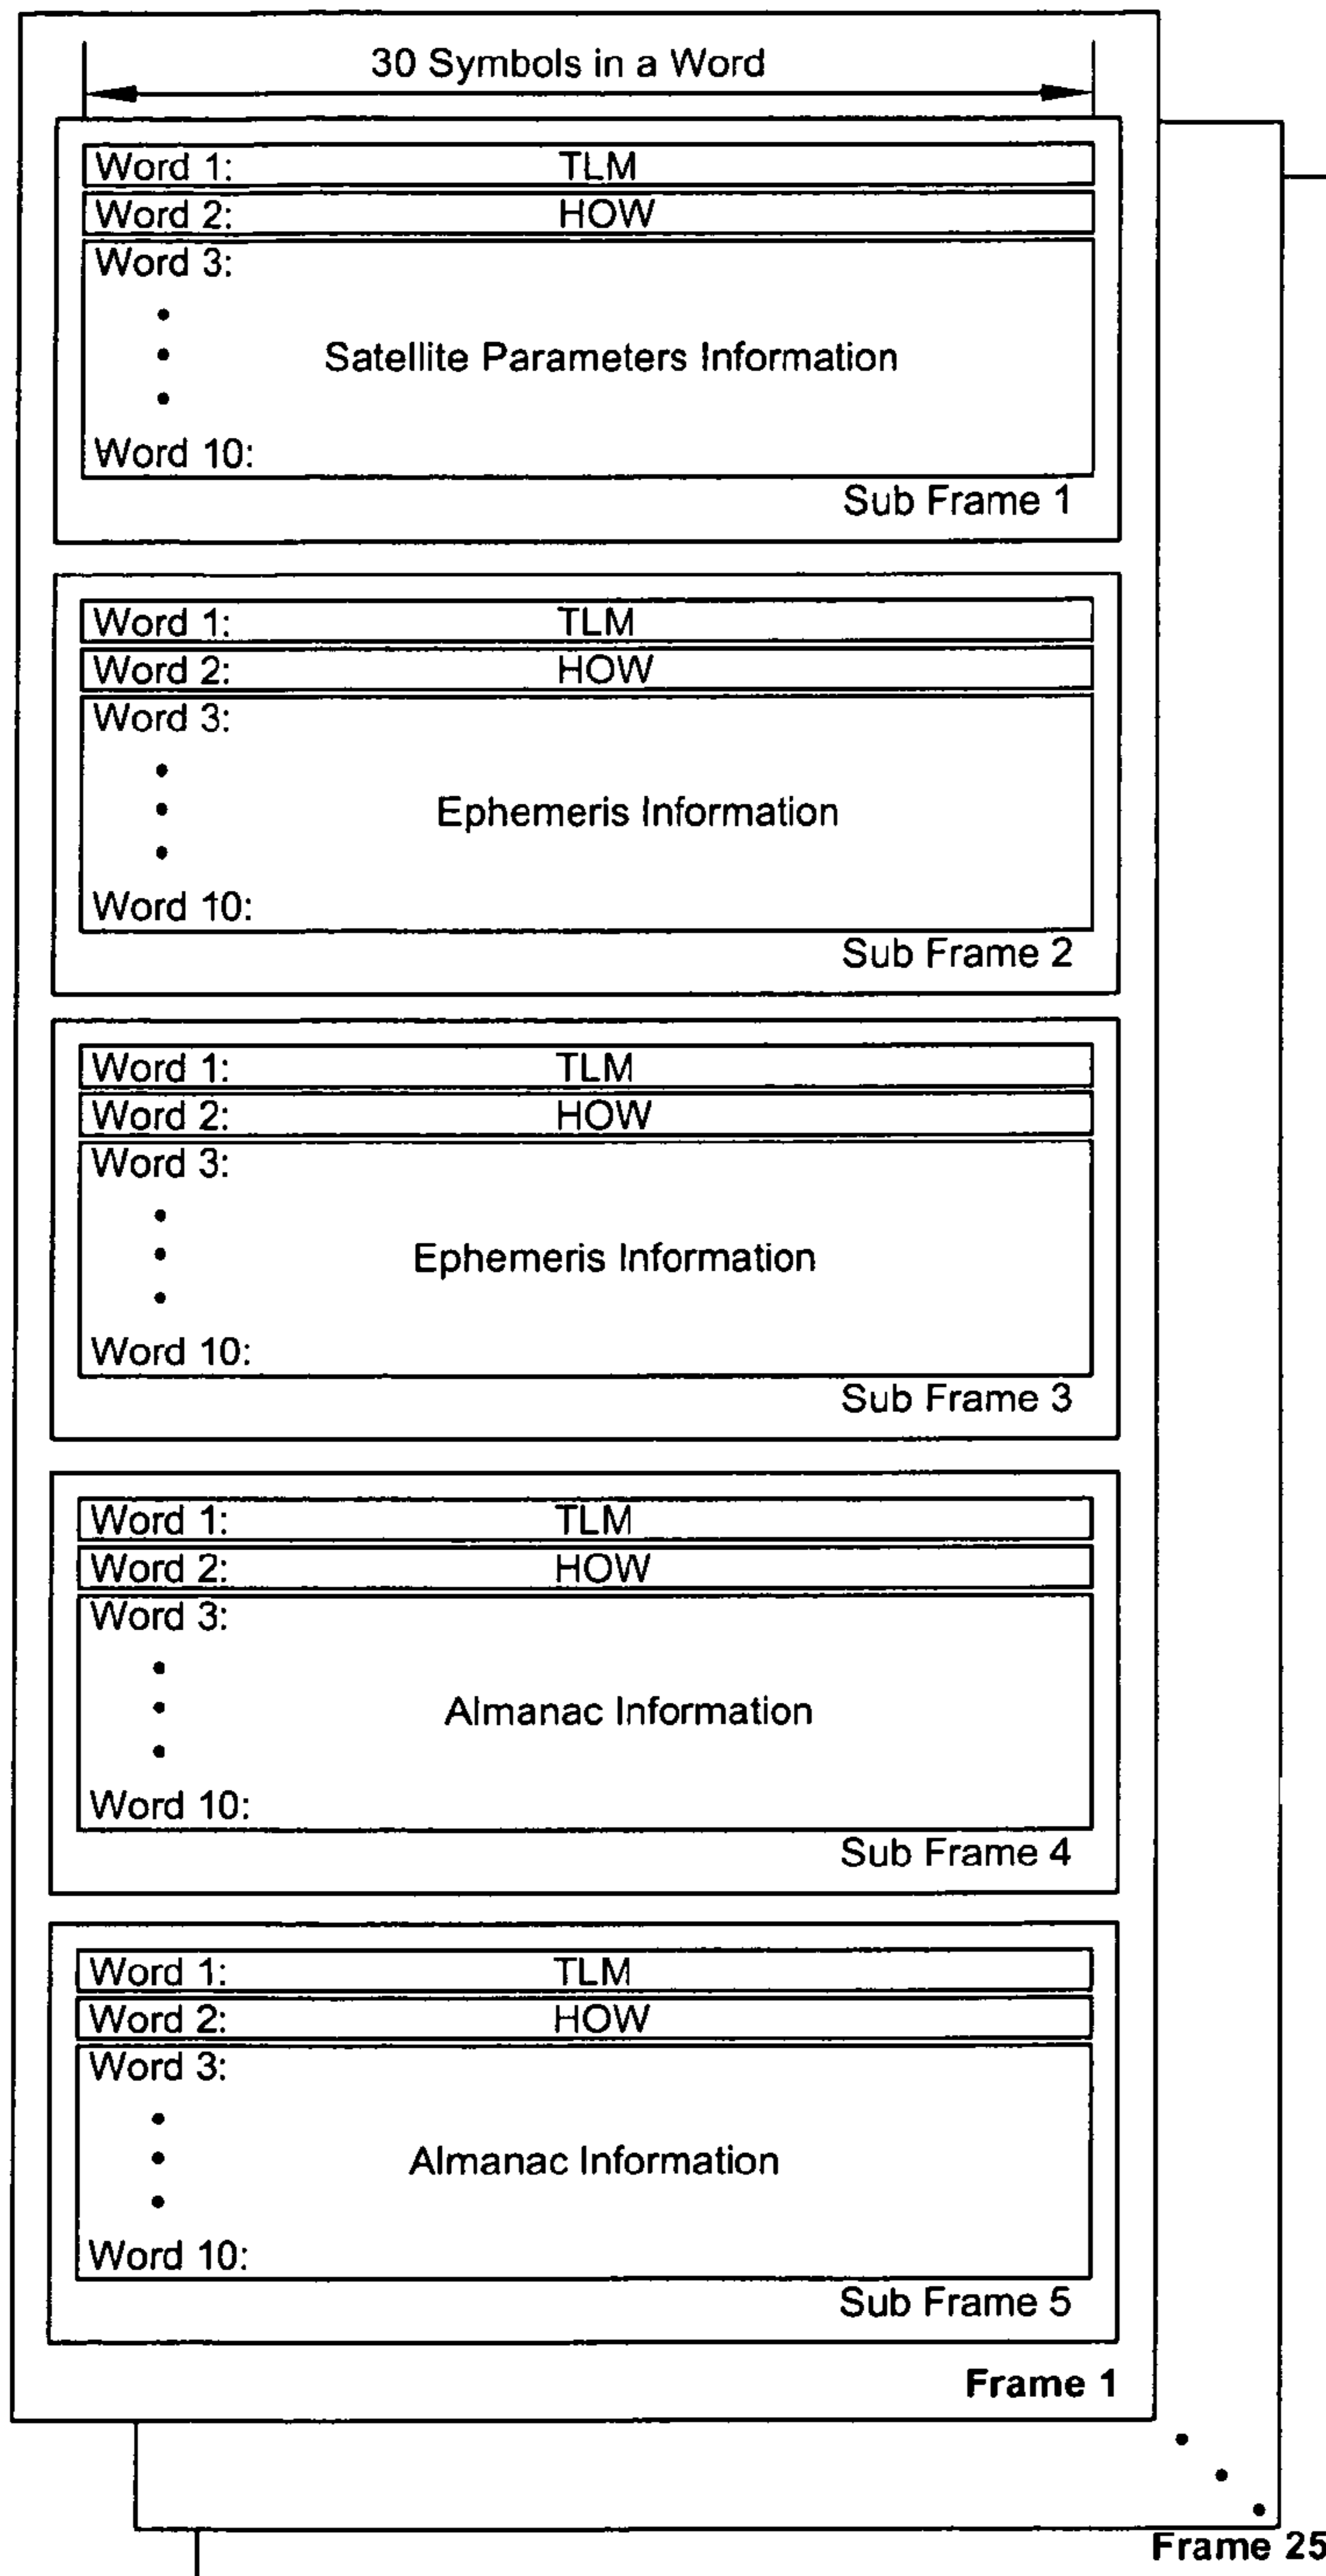 30 Symbols in a Word
Word 1: TLM
Word 2: HOW
Word 3:
Satellite Parameters Information
Word 10:
Sub Frame 1
Word 1: TLM
Word 2: HOW
Word 3:
Ephemeris Information
Word 10:
Sub Frame 2
Word 1: TLM
Word 2: HOW
Word 3:
Ephemeris Information
Word 10:
Sub Frame 3
Word 1: TLM
Word 2: HOW
Word 3:
Almanac Information
Word 10:
Sub Frame 4
Word 1: TLM
Word 2: HOW
Word 3:
Almanac Information
Word 10:
Sub Frame 5
Frame 1
Frame 25